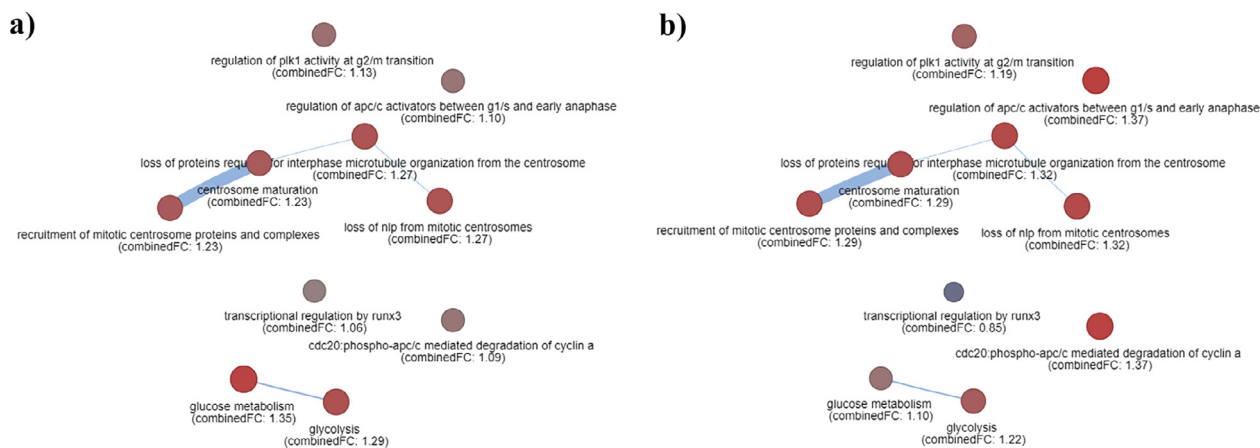 a)
regulation of plk1 activity at g2/m transition
(combinedFC: 1.13)
regulation of apc/c activators between g1/s and early anaphase
(combinedFC: 1.10)
loss of proteins requ for interphase microtubule organization from the centrosome
(combinedFC: 1.27)
centrosome maturation
(combinedFC: 1.23)
recruitment of mitotic centrosome proteins and complexes
(combinedFC: 1.23)
loss of nlp from mitotic centrosomes
(combinedFC: 1.27)
transcriptional regulation by runx3
(combinedFC: 1.06)
cdc20:phospho-apc/c mediated degradation of cyclin a
(combinedFC: 1.09)
glucose metabolism
(combinedFC: 1.35)
glycolysis
(combinedFC: 1.29)
b)
regulation of plk1 activity at g2/m transition
(combinedFC: 1.19)
regulation of apc/c activators between g1/s and early anaphase
(combinedFC: 1.37)
loss of proteins requ or interphase microtubule organization from the centrosome
(combinedFC: 1.32)
centrosome maturation
(combinedFC: 1.29)
recruitment of mitotic centrosome proteins and complexes
(combinedFC: 1.29)
loss of nlp from mitotic centrosomes
(combinedFC: 1.32)
transcriptional regulation by runx3
(combinedFC: 0.85)
cdc20:phospho-apc/c mediated degradation of cyclin a
(combinedFC: 1.37)
glucose metabolism
(combinedFC: 1.10)
glycolysis
(combinedFC: 1.22)